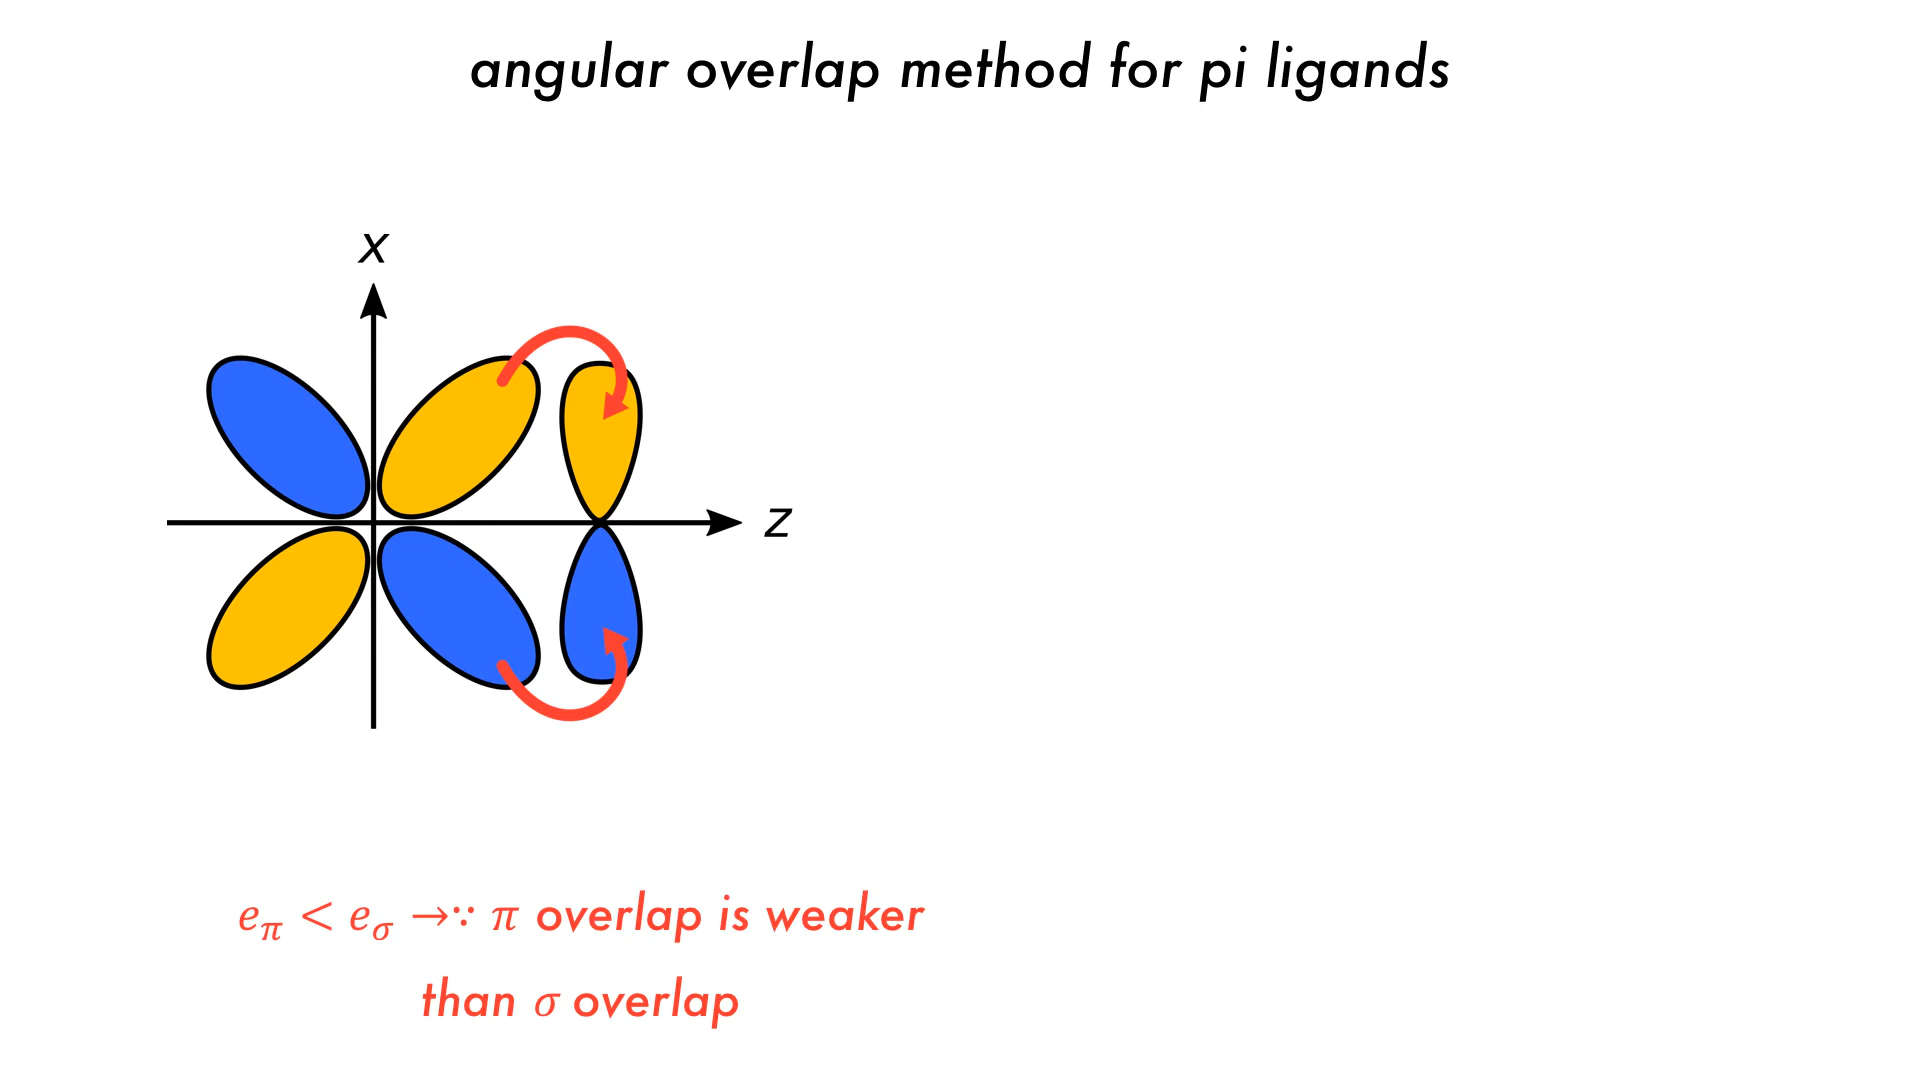 angular overlap method for pi ligands
x
z
e_π < e_σ →∵ π overlap is weaker
than σ overlap